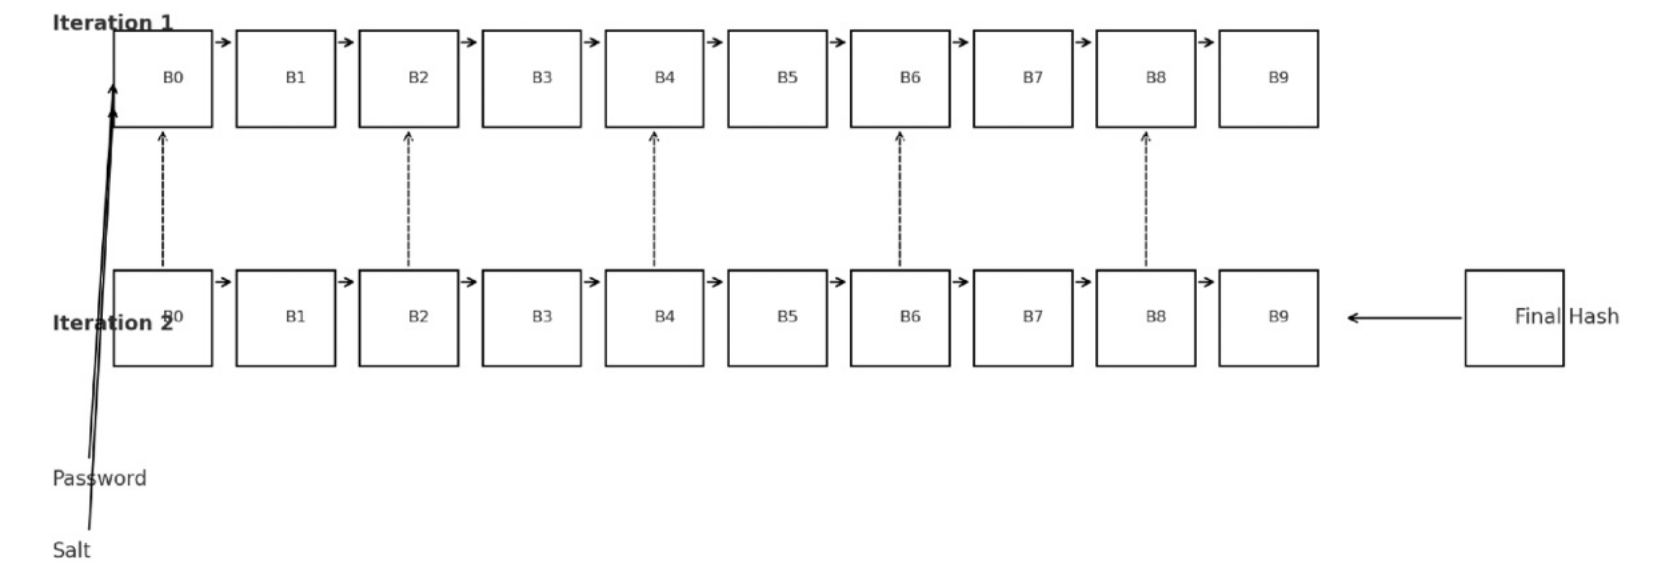 Iteration 1
B0 B1 B2 B3 B4 B5 B6 B7 B8 B9
Iteration 2
B0 B1 B2 B3 B4 B5 B6 B7 B8 B9
Final Hash
Password
Salt